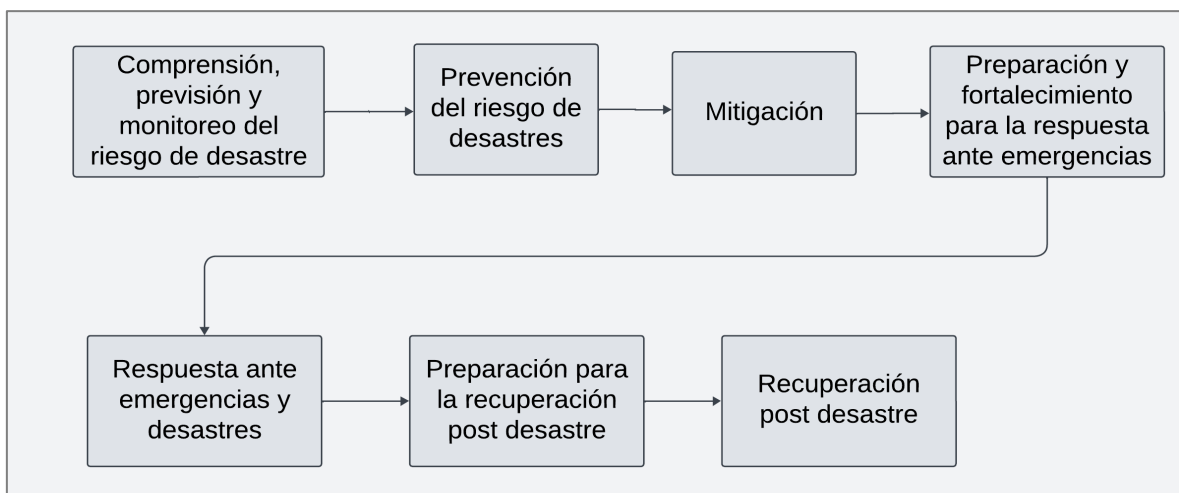 Comprensión,
previsión y
monitoreo del
riesgo de desastre
Prevención
del riesgo de
desastres
Mitigación
Preparación y
fortalecimiento
para la respuesta
ante emergencias
Respuesta ante
emergencias y
desastres
Preparación para
la recuperación
post desastre
Recuperación
post desastre